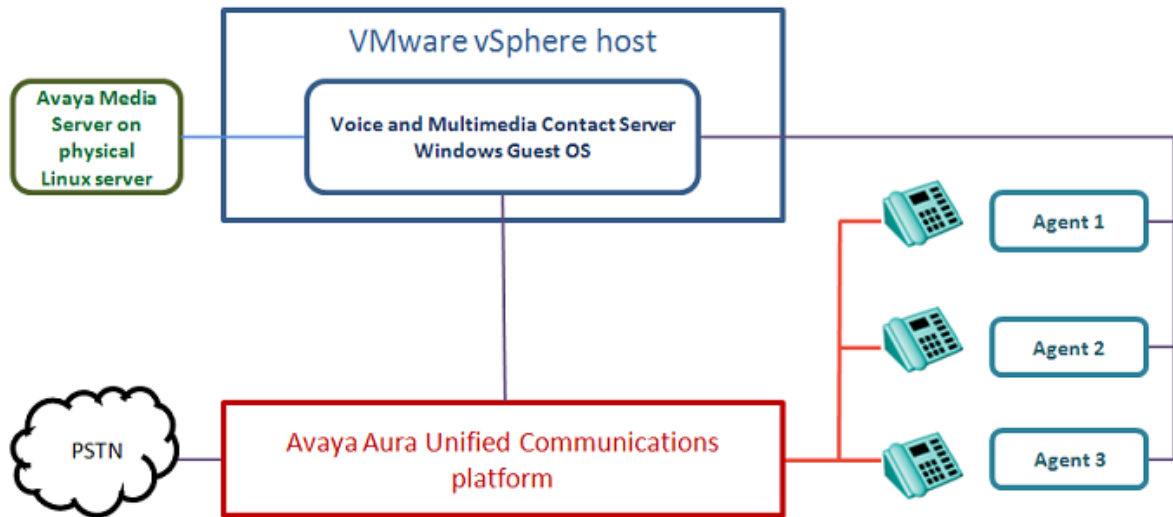 VMware vSphere host
Avaya Media
Server on
physical
Linux server
Voice and Multimedia Contact Server
Windows Guest OS
Agent 1
Agent 2
Agent 3
PSTN
Avaya Aura Unified Communications
platform